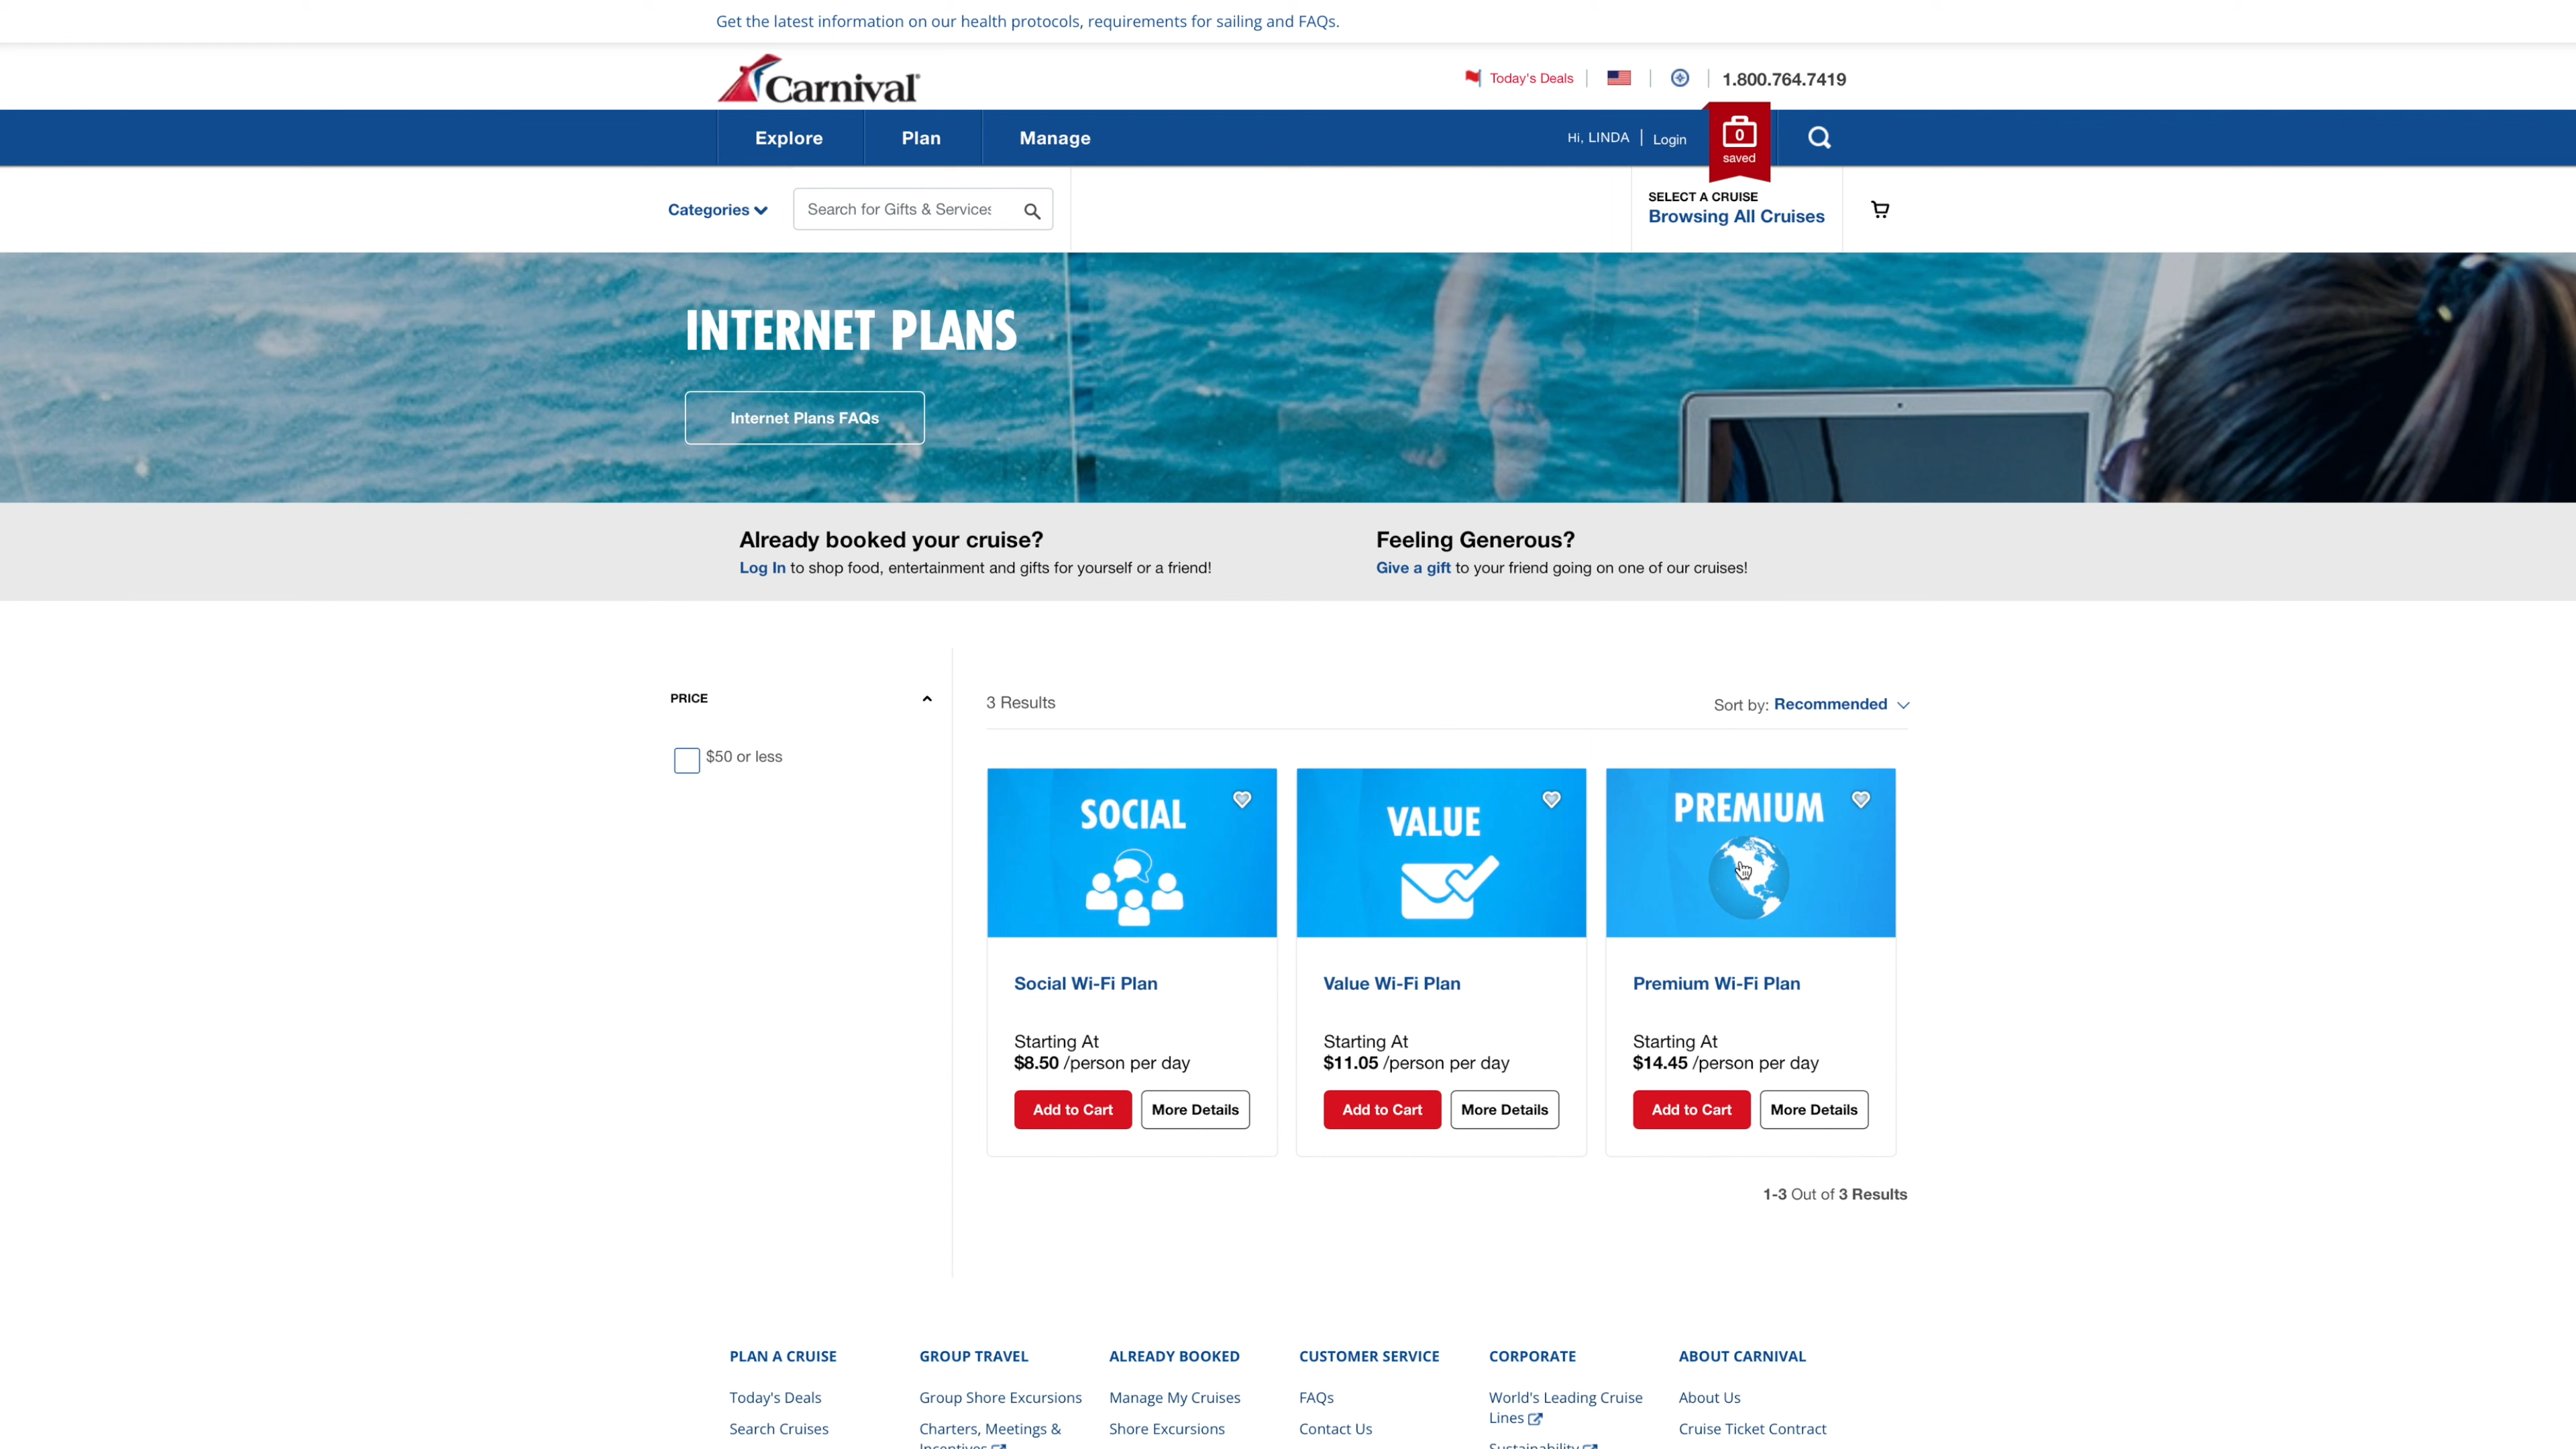 Get the latest information on our health protocols, requirements for sailing and FAQs.
Carnival
Today's Deals
1.800.764.7419
Explore
Plan
Manage
Hi, LINDA
Login
0
saved
Categories
Search for Gifts & Services
SELECT A CRUISE
Browsing All Cruises
INTERNET PLANS
Internet Plans FAQs
Already booked your cruise?
Log In to shop food, entertainment and gifts for yourself or a friend!
Feeling Generous?
Give a gift to your friend going on one of our cruises!
PRICE
$50 or less
3 Results
Sort by: Recommended
SOCIAL
Social Wi-Fi Plan
Starting At
$8.50 /person per day
Add to Cart
More Details
VALUE
Value Wi-Fi Plan
Starting At
$11.05 /person per day
Add to Cart
More Details
PREMIUM
Premium Wi-Fi Plan
Starting At
$14.45 /person per day
Add to Cart
More Details
1-3 Out of 3 Results
PLAN A CRUISE
Today's Deals
Search Cruises
GROUP TRAVEL
Group Shore Excursions
Charters, Meetings &
Incentives
ALREADY BOOKED
Manage My Cruises
Shore Excursions
CUSTOMER SERVICE
FAQs
Contact Us
CORPORATE
World's Leading Cruise
Lines
Sustainability
ABOUT CARNIVAL
About Us
Cruise Ticket Contract